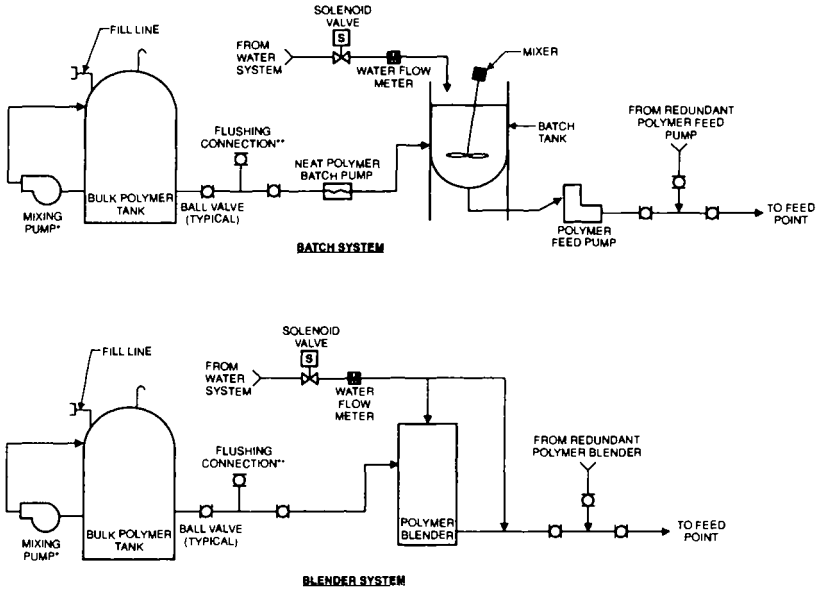 SOLENOID
VALVE
S
FILL LINE
FROM
WATER
SYSTEM
WATER FLOW
METER
MIXER
FROM REDUNDANT
POLYMER FEED
PUMP
BATCH
TANK
FLUSHING
CONNECTION**
NEAT POLYMER
BATCH PUMP
BULK POLYMER
TANK
MIXING
PUMP*
BALL VALVE
(TYPICAL)
POLYMER
FEED PUMP
TO FEED
POINT
BATCH SYSTEM
SOLENOID
VALVE
S
FILL LINE
FROM
WATER
SYSTEM
WATER
FLOW
METER
FLUSHING
CONNECTION**
FROM REDUNDANT
POLYMER BLENDER
BULK POLYMER
TANK
MIXING
PUMP*
BALL VALVE
(TYPICAL)
POLYMER
BLENDER
TO FEED
POINT
BLENDER SYSTEM